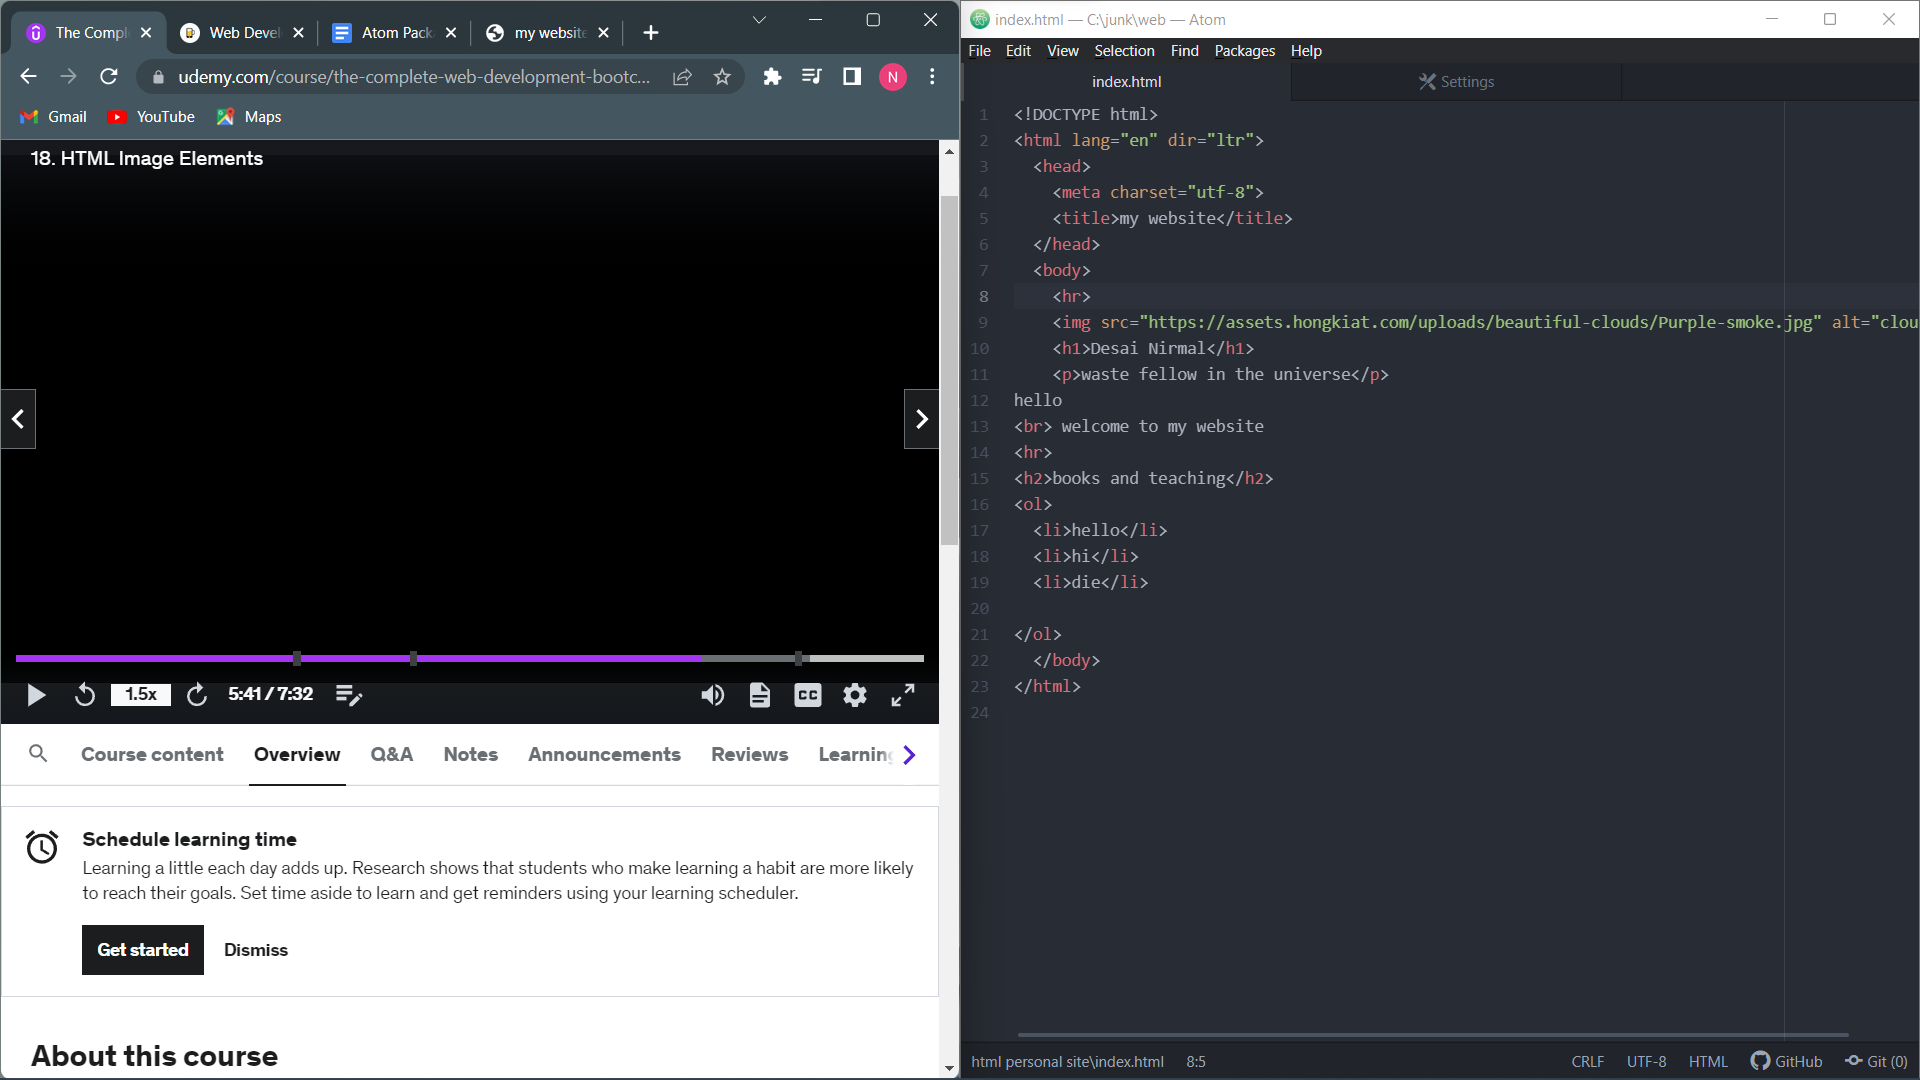 The Compl
Web Devel
Atom Pack
my website
udemy.com/course/the-complete-web-development-bootc...
N
Gmail
YouTube
Maps
18. HTML Image Elements
1.5x
5:41 / 7:32
CC
Course content
Overview
Q&A
Notes
Announcements
Reviews
Learning
Schedule learning time
Learning a little each day adds up. Research shows that students who make learning a habit are more likely
to reach their goals. Set time aside to learn and get reminders using your learning scheduler.
Get started
Dismiss
About this course
index.html — C:\junk\web — Atom
File Edit View Selection Find Packages Help
index.html
Settings
1 <!DOCTYPE html>
2 <html lang="en" dir="ltr">
3 <head>
4 <meta charset="utf-8">
5 <title>my website</title>
6 </head>
7 <body>
8 <hr>
9 <img src="https://assets.hongkiat.com/uploads/beautiful-clouds/Purple-smoke.jpg" alt="clou
10 <h1>Desai Nirmal</h1>
11 <p>waste fellow in the universe</p>
12 hello
13 <br> welcome to my website
14 <hr>
15 <h2>books and teaching</h2>
16 <ol>
17 <li>hello</li>
18 <li>hi</li>
19 <li>die</li>
20
21 </ol>
22 </body>
23 </html>
24
html personal site\index.html 8:5
CRLF UTF-8 HTML GitHub Git (0)